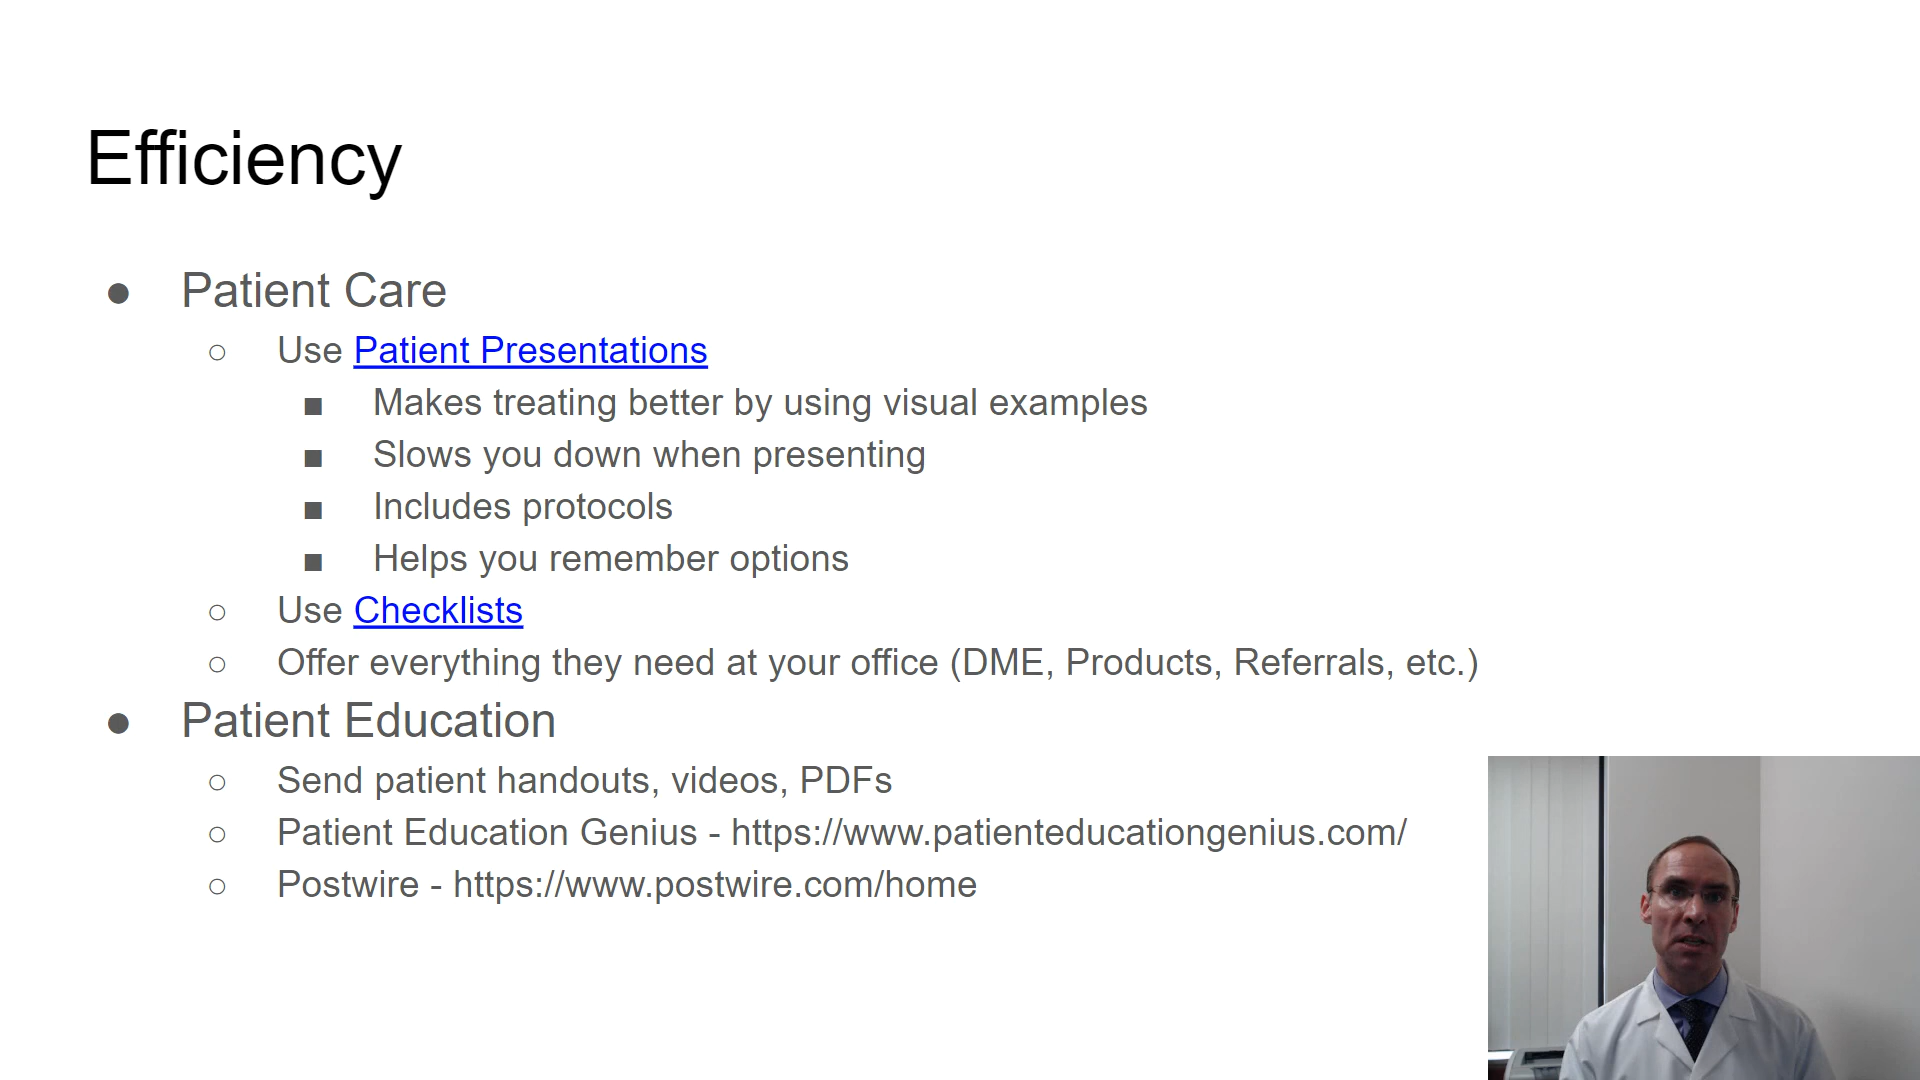 Efficiency
● Patient Care
○ Use Patient Presentations
■ Makes treating better by using visual examples
■ Slows you down when presenting
■ Includes protocols
■ Helps you remember options
○ Use Checklists
○ Offer everything they need at your office (DME, Products, Referrals, etc.)
● Patient Education
○ Send patient handouts, videos, PDFs
○ Patient Education Genius - https://www.patienteducationgenius.com/
○ Postwire - https://www.postwire.com/home